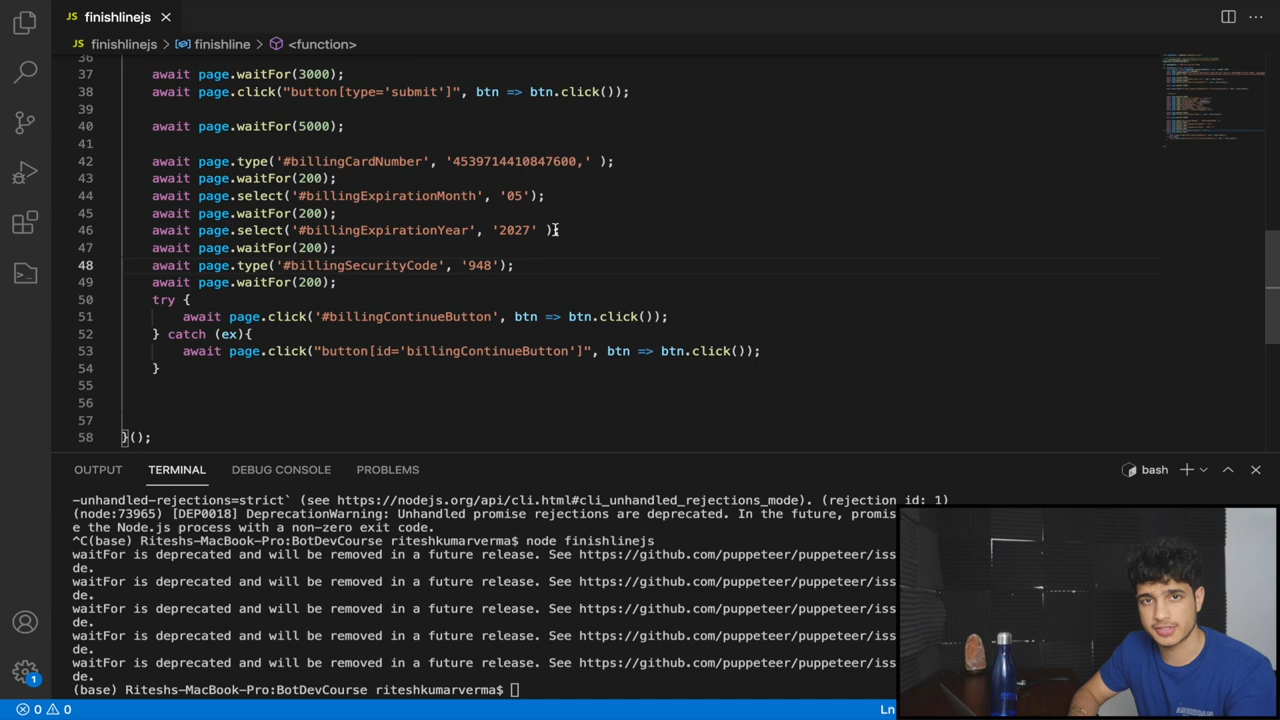 JS finishlinejs
JS finishlinejs > finishline > <function>
36
37 await page.waitFor(3000);
38 await page.click("button[type='submit']", btn => btn.click());
39
40 await page.waitFor(5000);
41
42 await page.type('#billingCardNumber', '4539714410847600,' );
43 await page.waitFor(200);
44 await page.select('#billingExpirationMonth', '05');
45 await page.waitFor(200);
46 await page.select('#billingExpirationYear', '2027' );
47 await page.waitFor(200);
48 await page.type('#billingSecurityCode', '948');
49 await page.waitFor(200);
50 try {
51 await page.click('#billingContinueButton', btn => btn.click());
52 } catch (ex){
53 await page.click("button[id='billingContinueButton']", btn => btn.click());
54 }
55
56
57
58 }();
OUTPUT TERMINAL DEBUG CONSOLE PROBLEMS bash
-unhandled-rejections=strict` (see https://nodejs.org/api/cli.html#cli_unhandled_rejections_mode). (rejection id: 1)
(node:73965) [DEP0018] DeprecationWarning: Unhandled promise rejections are deprecated. In the future, promis
e the Node.js process with a non-zero exit code.
^C(base) Riteshs-MacBook-Pro:BotDevCourse riteshkumarverma$ node finishlinejs
waitFor is deprecated and will be removed in a future release. See https://github.com/puppeteer/puppeteer/iss
de.
waitFor is deprecated and will be removed in a future release. See https://github.com/puppeteer/puppeteer/iss
de.
waitFor is deprecated and will be removed in a future release. See https://github.com/puppeteer/puppeteer/iss
de.
waitFor is deprecated and will be removed in a future release. See https://github.com/puppeteer/puppeteer/iss
de.
waitFor is deprecated and will be removed in a future release. See https://github.com/puppeteer/puppeteer/iss
de.
(base) Riteshs-MacBook-Pro:BotDevCourse riteshkumarverma$
1
0 0 Ln